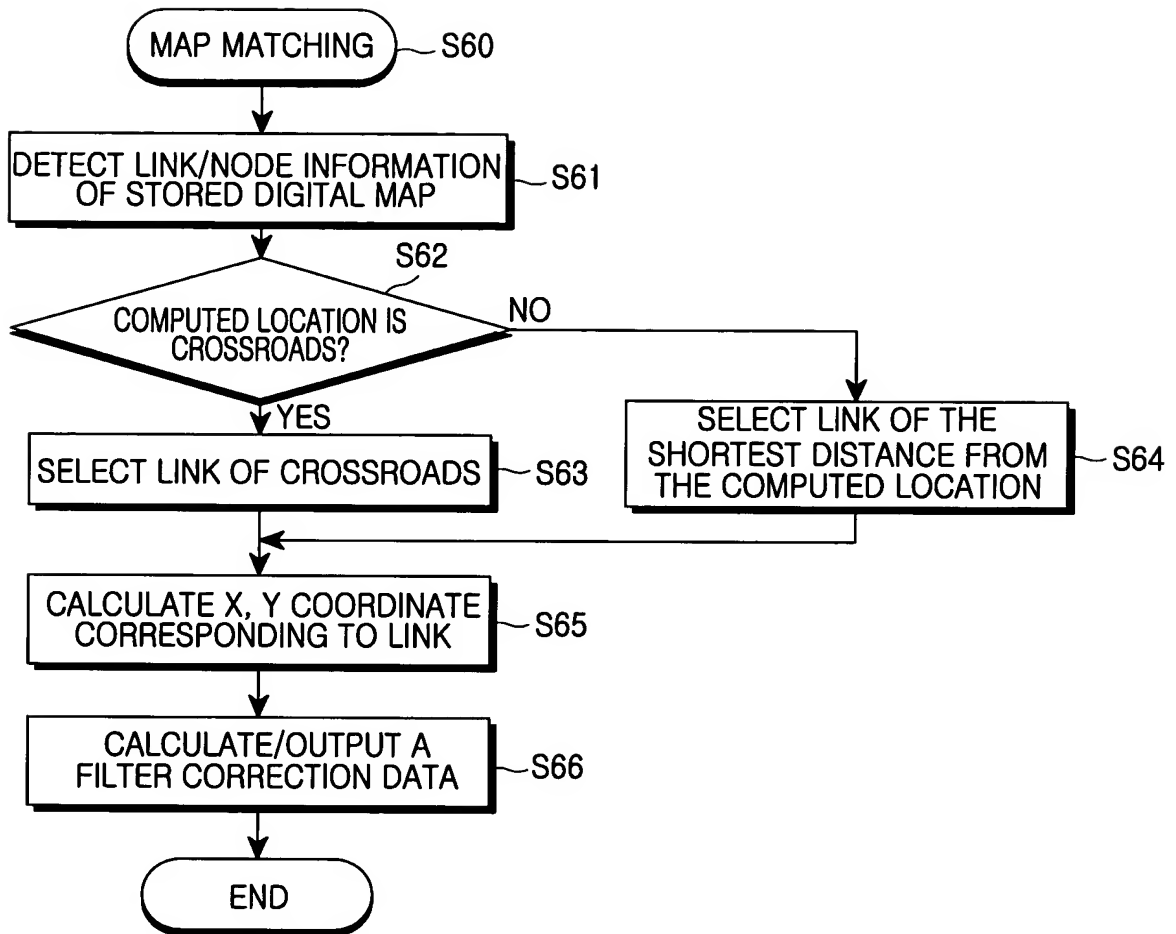 MAP MATCHING
S60
DETECT LINK/NODE INFORMATION
OF STORED DIGITAL MAP
S61
S62
COMPUTED LOCATION IS
CROSSROADS?
NO
YES
SELECT LINK OF CROSSROADS
S63
SELECT LINK OF THE
SHORTEST DISTANCE FROM
THE COMPUTED LOCATION
S64
CALCULATE X, Y COORDINATE
CORRESPONDING TO LINK
S65
CALCULATE/OUTPUT A
FILTER CORRECTION DATA
S66
END